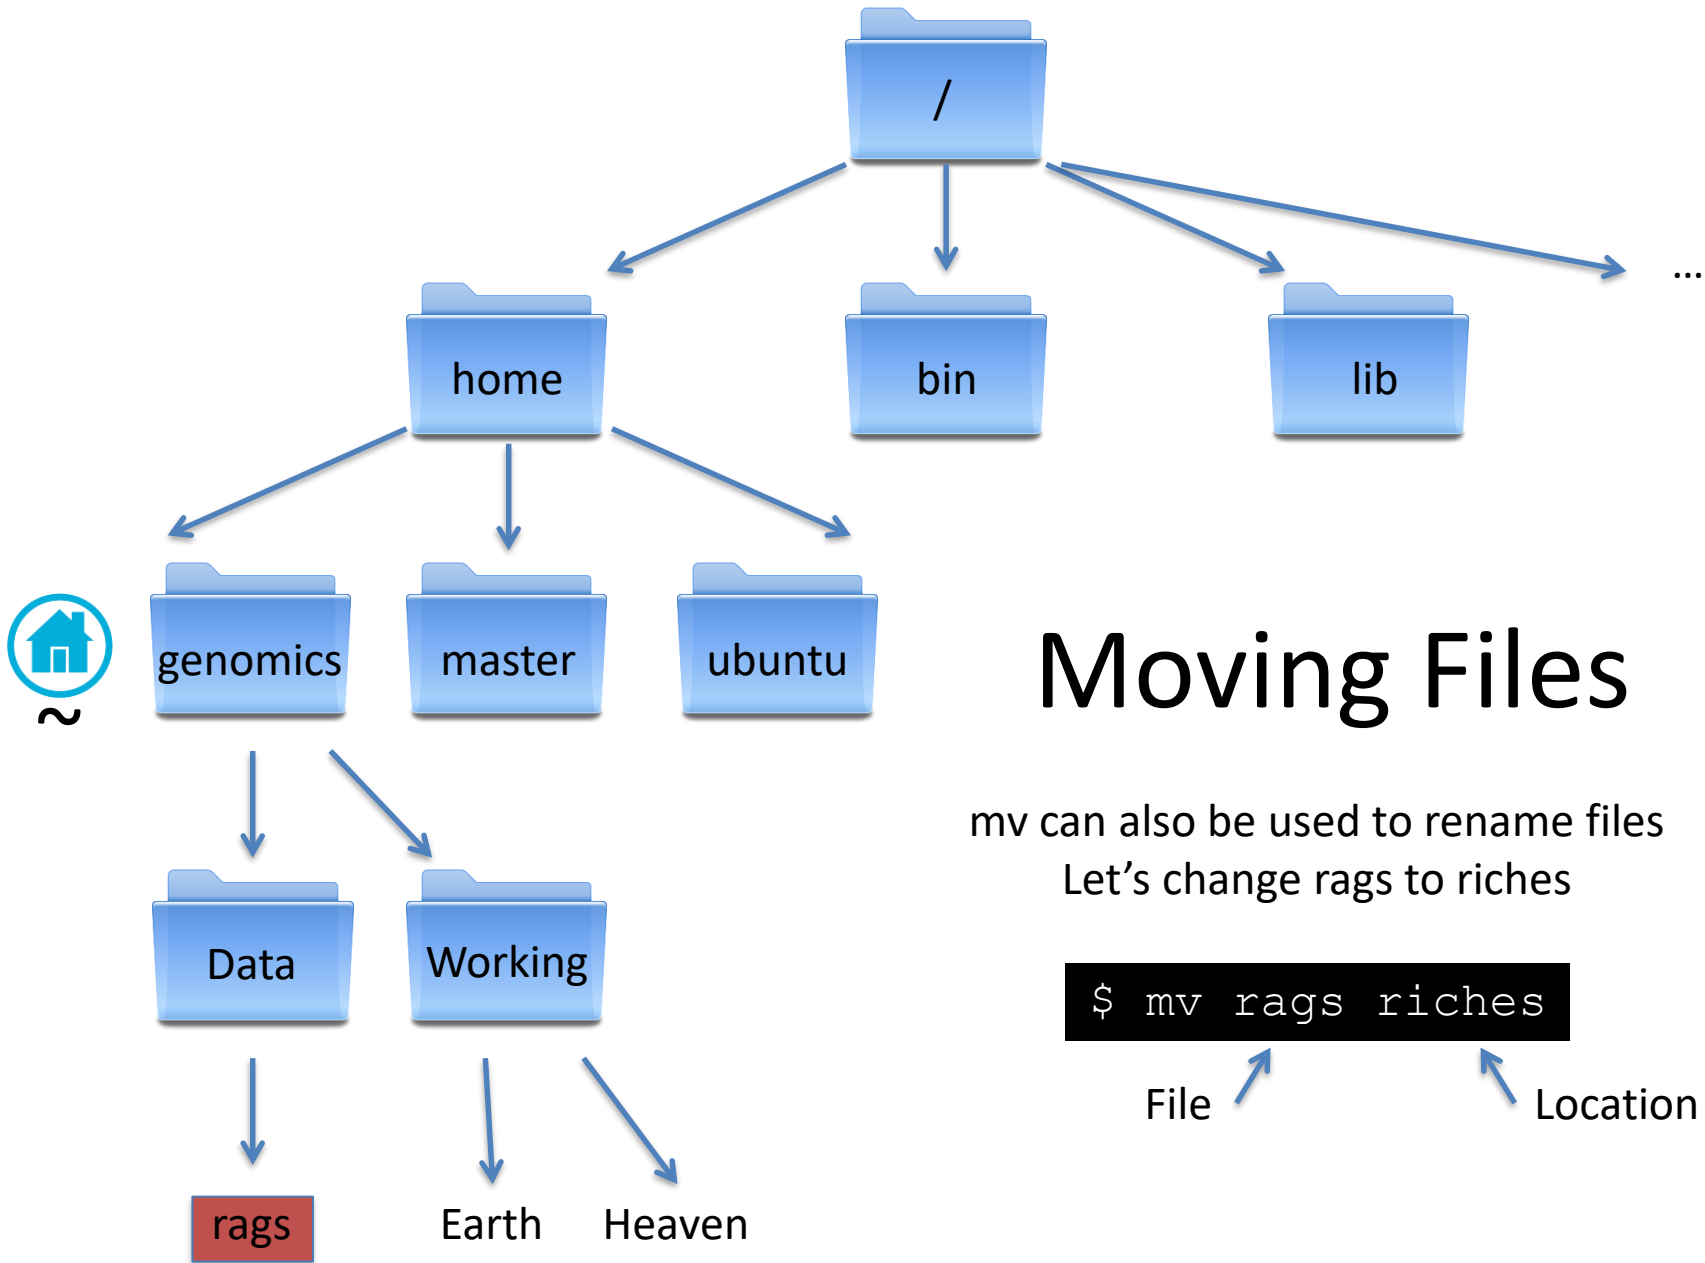 /
...
home
bin
lib
genomics
master
ubuntu
~
Moving Files
mv can also be used to rename files
Let’s change rags to riches
Data
Working
$ mv rags riches
File
Location
rags
Earth
Heaven